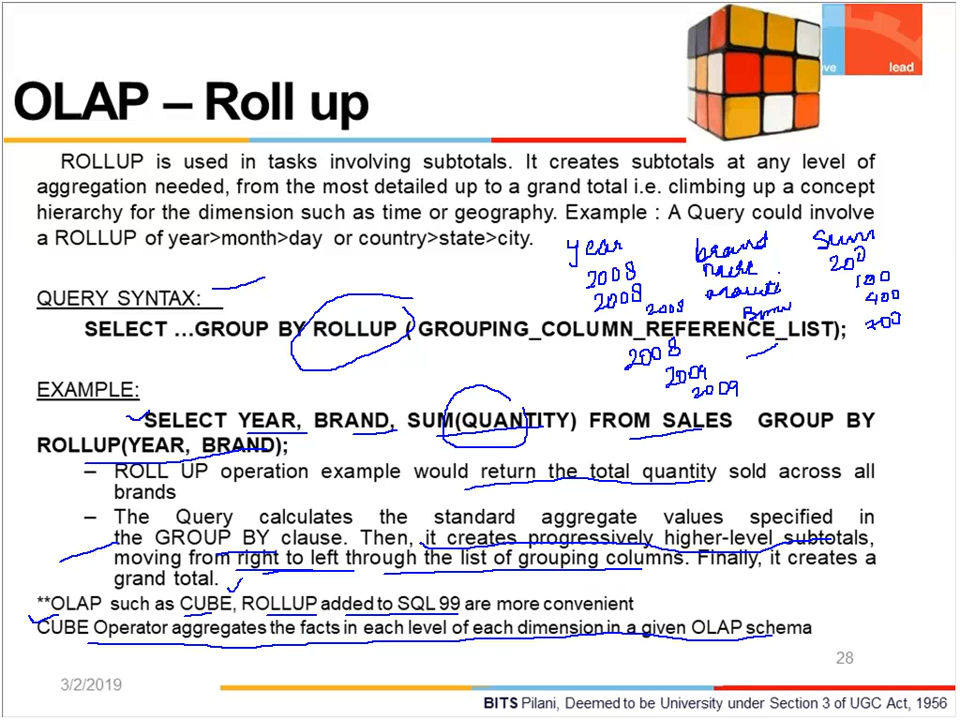 ve
lead
OLAP – Roll up
ROLLUP is used in tasks involving subtotals. It creates subtotals at any level of
aggregation needed, from the most detailed up to a grand total i.e. climbing up a concept
hierarchy for the dimension such as time or geography. Example : A Query could involve
a ROLLUP of year>month>day or country>state>city.
year brand Sum
2008 200
2008 100
2008 400
700
QUERY SYNTAX:
SELECT ...GROUP BY ROLLUP ( GROUPING_COLUMN_REFERENCE_LIST);
2008
2009
2009
EXAMPLE:
SELECT YEAR, BRAND, SUM(QUANTITY) FROM SALES GROUP BY
ROLLUP(YEAR, BRAND);
– ROLL UP operation example would return the total quantity sold across all
brands
– The Query calculates the standard aggregate values specified in
the GROUP BY clause. Then, it creates progressively higher-level subtotals,
moving from right to left through the list of grouping columns. Finally, it creates a
grand total.
**OLAP such as CUBE, ROLLUP added to SQL 99 are more convenient
CUBE Operator aggregates the facts in each level of each dimension in a given OLAP schema
28
3/2/2019
BITS Pilani, Deemed to be University under Section 3 of UGC Act, 1956